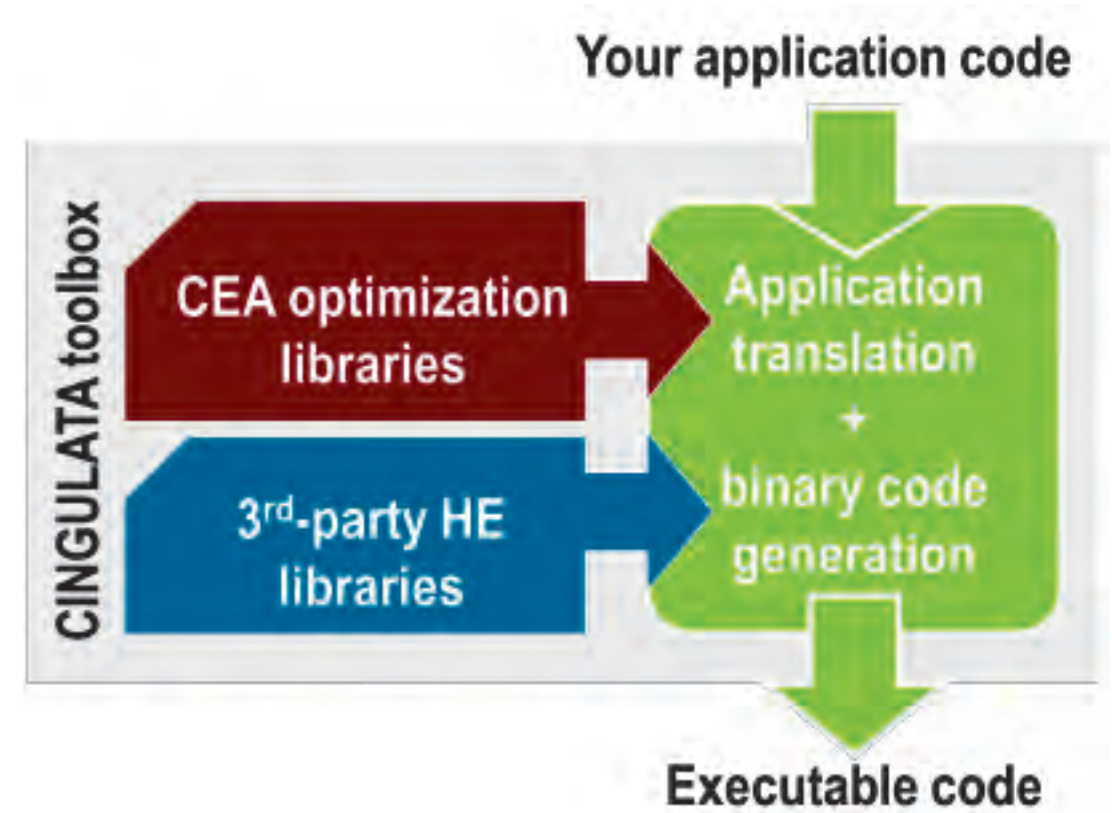 Your application code
CINGULATA toolbox
CEA optimization
libraries
3rd-party HE
libraries
Application
translation
+
binary code
generation
Executable code